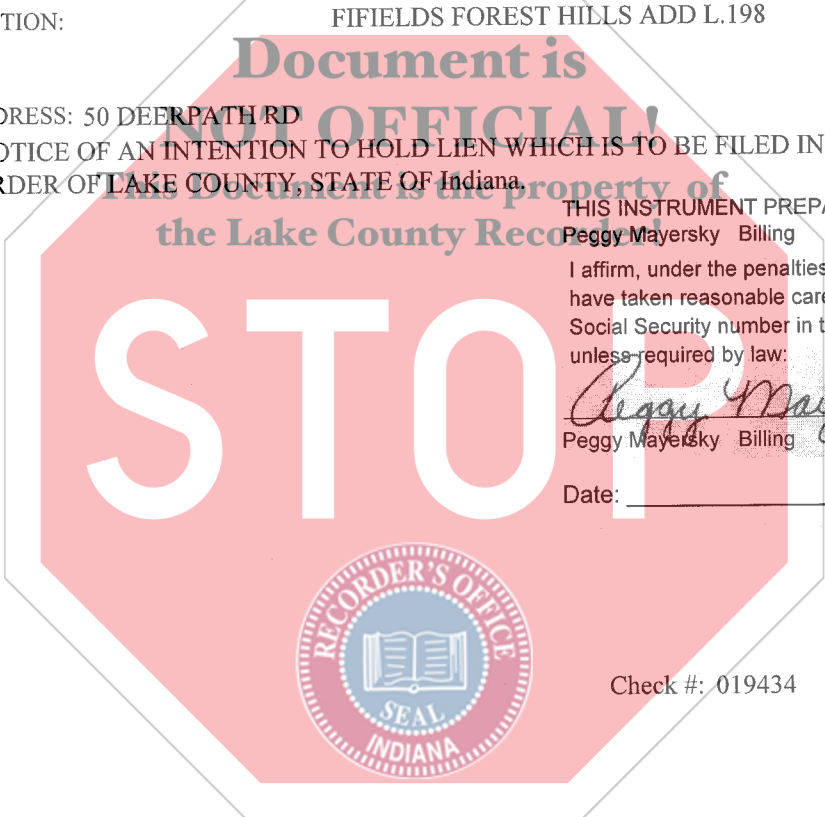 TION:
FIFIELDS FOREST HILLS ADD L.198
Document is
DRESS: 50 DEERPATH RD
NOT OFFICIAL!
OTICE OF AN INTENTION TO HOLD LIEN WHICH IS TO BE FILED IN
RDER OF LAKE COUNTY, STATE OF Indiana.
This Document is the property of
the Lake County Recorder!
THIS INSTRUMENT PREPA
Peggy Mayersky Billing
I affirm, under the penalties
have taken reasonable care
Social Security number in t
unless required by law:
STOP
Peggy May
Peggy Mayersky Billing
Date:
RECORDER'S OFFICE
SEAL
INDIANA
Check #: 019434